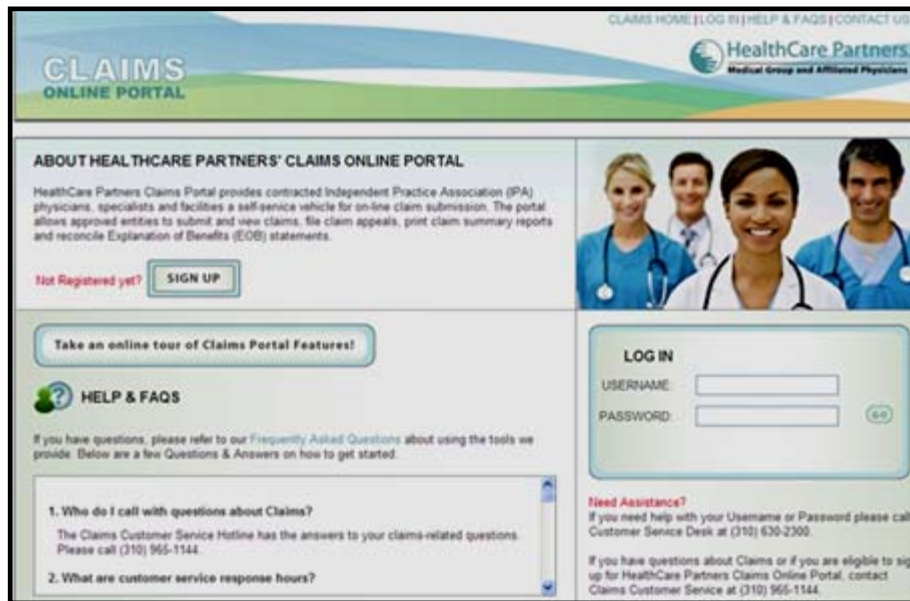 CLAIMS HOME | LOG IN | HELP & FAQS | CONTACT US
HealthCare Partners.
Medical Group and Affiliated Physicians
CLAIMS
ONLINE PORTAL
ABOUT HEALTHCARE PARTNERS' CLAIMS ONLINE PORTAL
HealthCare Partners Claims Portal provides contracted Independent Practice Association (IPA)
physicians, specialists and facilities a self-service vehicle for on-line claim submission. The portal
allows approved entities to submit and view claims, file claim appeals, print claim summary reports
and reconcile Explanation of Benefits (EOB) statements.
Not Registered yet? SIGN UP
Take an online tour of Claims Portal Features!
HELP & FAQS
If you have questions, please refer to our Frequently Asked Questions about using the tools we
provide. Below are a few Questions & Answers on how to get started.
1. Who do I call with questions about Claims?
The Claims Customer Service Hotline has the answers to your claims-related questions.
Please call (310) 965-1144.
2. What are customer service response hours?
LOG IN
USERNAME:
PASSWORD: GO
Need Assistance?
If you need help with your Username or Password please call
Customer Service Desk at (310) 630-2300.
If you have questions about Claims or if you are eligible to sig
up for HealthCare Partners Claims Online Portal, contact
Claims Customer Service at (310) 965-1144.